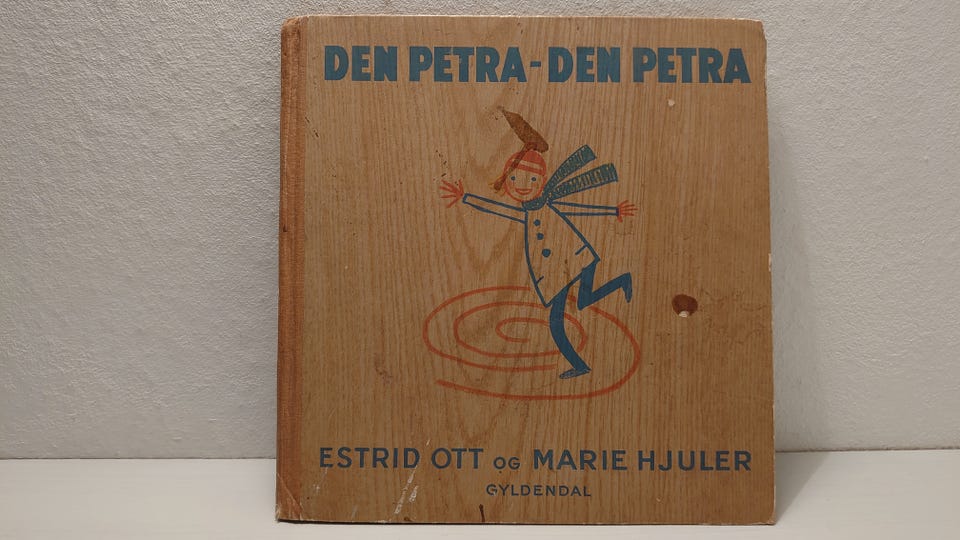 DEN PETRA-DEN PETRA
ESTRID OTT OG MARIE HJULER
GYLDENDAL